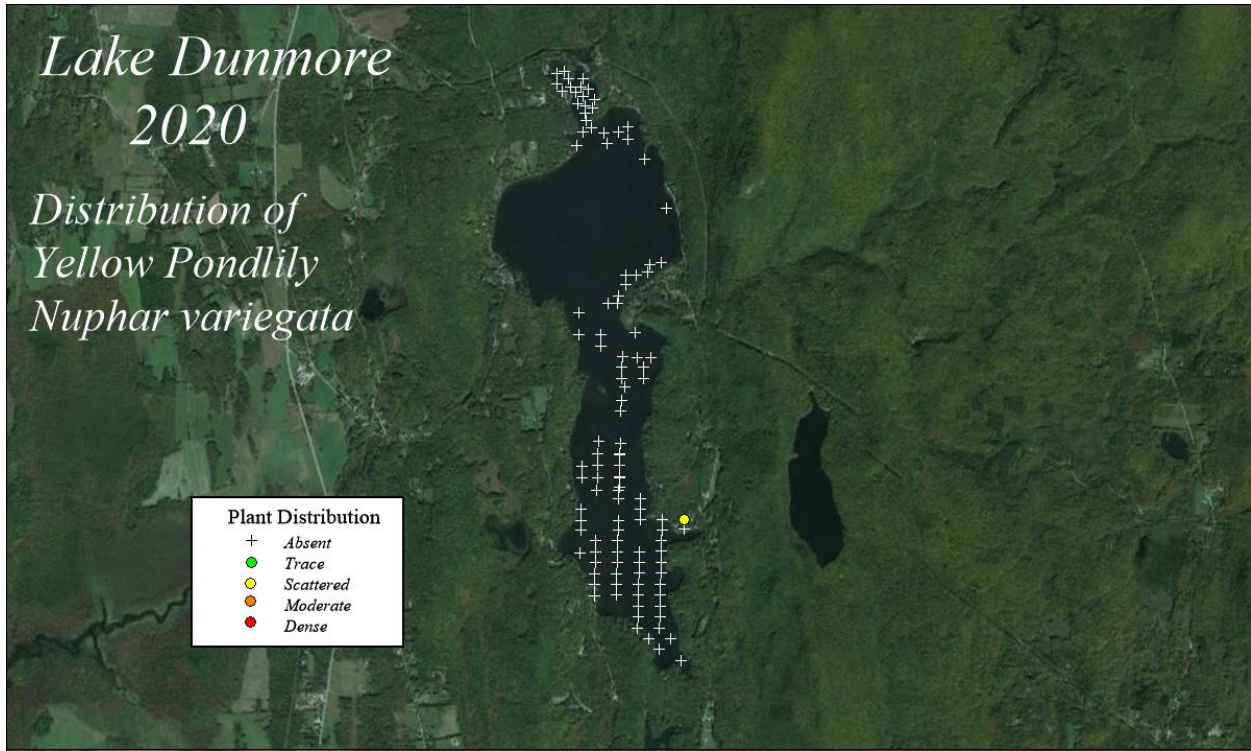 Lake Dunmore
2020
Distribution of
Yellow Pondlily
Nuphar variegata
Plant Distribution
Absent
Trace
Scattered
Moderate
Dense